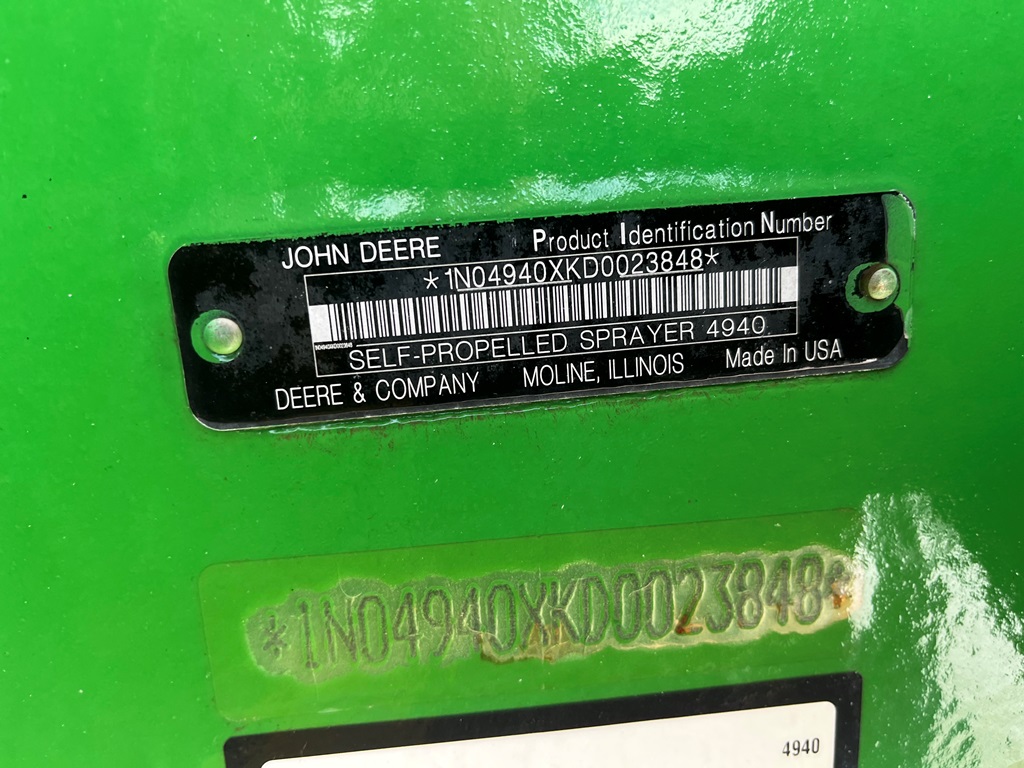 JOHN DEERE
Product Identification Number
*1N04940XKD0023848*
1N04940XKD0023848
SELF-PROPELLED SPRAYER 4940
DEERE & COMPANY MOLINE, ILLINOIS Made In USA
*1N04940XKD0023848*
4940